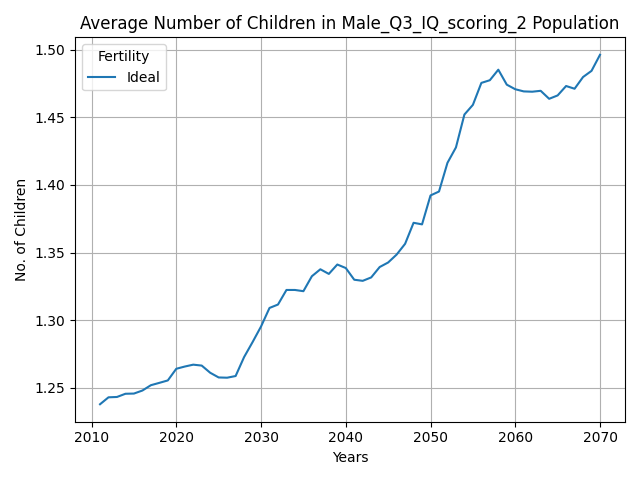 Average Number of Children in Male_Q3_IQ_scoring_2 Population
Fertility
Ideal
No. of Children
1.50
1.45
1.40
1.35
1.30
1.25
2010 2020 2030 2040 2050 2060 2070
Years